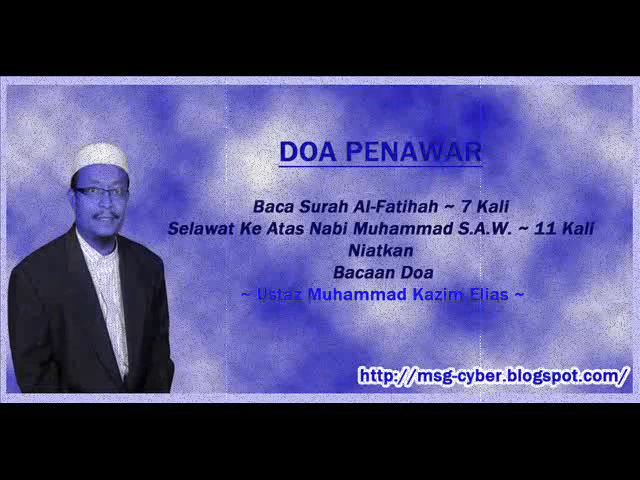 DOA PENAWAR
Baca Surah Al-Fatihah ~ 7 Kali
Selawat Ke Atas Nabi Muhammad S.A.W. ~ 11 Kali
Niatkan
Bacaan Doa
~ Ustaz Muhammad Kazim Elias ~
http://msg-cyber.blogspot.com/